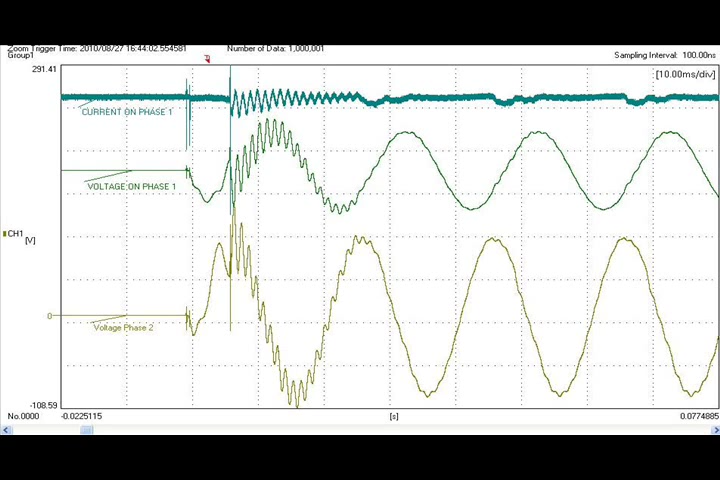 Zoom Trigger Time: 2010/08/27 16:44:02.554581 Number of Data: 1,000,001
Group1
Sampling Interval: 100.00ns
291.41
[10.00ms/div]
CURRENT ON PHASE 1
VOLTAGE ON PHASE 1
CH1
[V]
0
Voltage Phase 2
-108.59
No.0000 -0.0225115 [s] 0.0774885